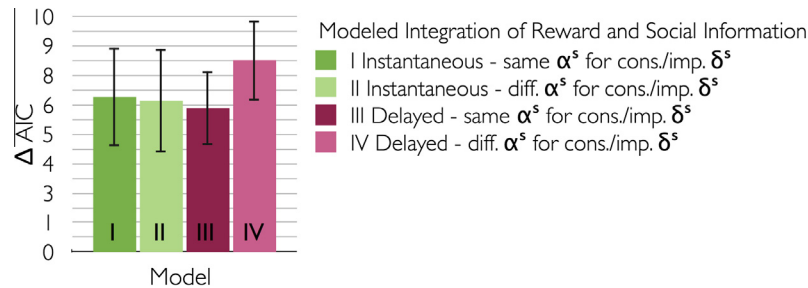 10
9
8
6
5
4
3
1
0
Δ AIC
I II III IV
Model
Modeled Integration of Reward and Social Information
I Instantaneous - same αˢ for cons./imp. δˢ
II Instantaneous - diff. αˢ for cons./imp. δˢ
III Delayed - same αˢ for cons./imp. δˢ
IV Delayed - diff. αˢ for cons./imp. δˢ